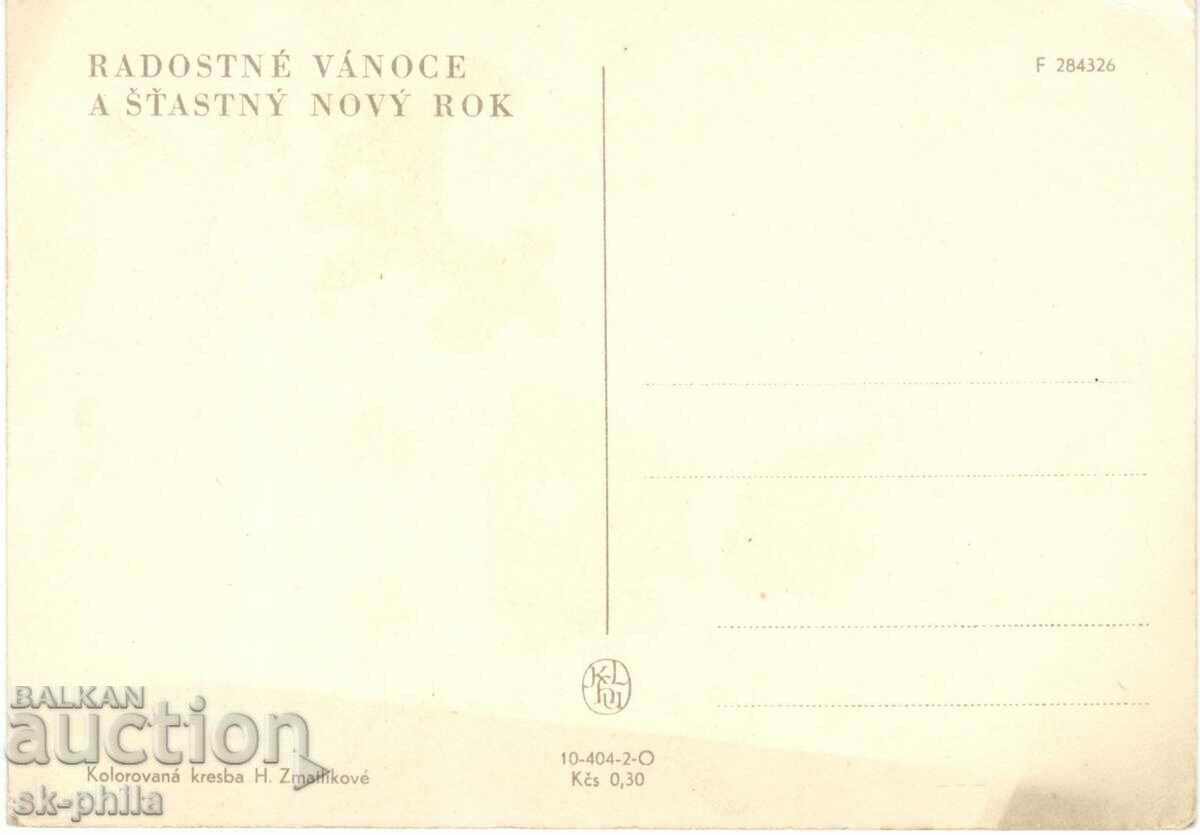 RADOSTNÉ VÁNOCE
A ŠŤASTNÝ NOVÝ ROK
F 284326
10-404-2-O
Kčs 0,30
Kolorovaná kresba H. Zmatlíkové
BALKAN
auction
sk-phila